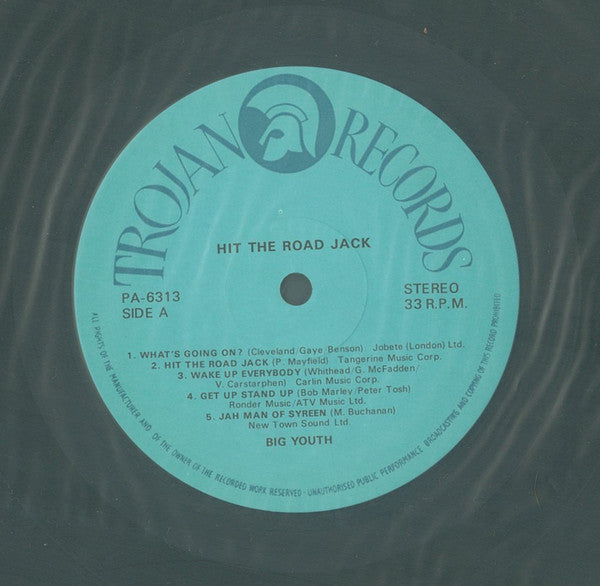 TROJAN RECORDS
HIT THE ROAD JACK
PA-6313
SIDE A
STEREO
33 R.P.M.
1. WHAT'S GOING ON? (Cleveland/Gaye/Benson) Jobete (London) Ltd.
2. HIT THE ROAD JACK (P. Mayfield) Tangerine Music Corp.
3. WAKE UP EVERYBODY (Whithead/G. McFadden/
V. Carstarphen) Carlin Music Corp.
4. GET UP STAND UP (Bob Marley/Peter Tosh)
Ronder Music/ATV Music Ltd.
5. JAH MAN OF SYREEN (M. Buchanan)
New Town Sound Ltd.
BIG YOUTH
ALL RIGHTS OF THE MANUFACTURER AND OF THE OWNER OF THE RECORDED WORK RESERVED - UNAUTHORISED PUBLIC PERFORMANCE BROADCASTING AND COPYING OF THIS RECORD PROHIBITED